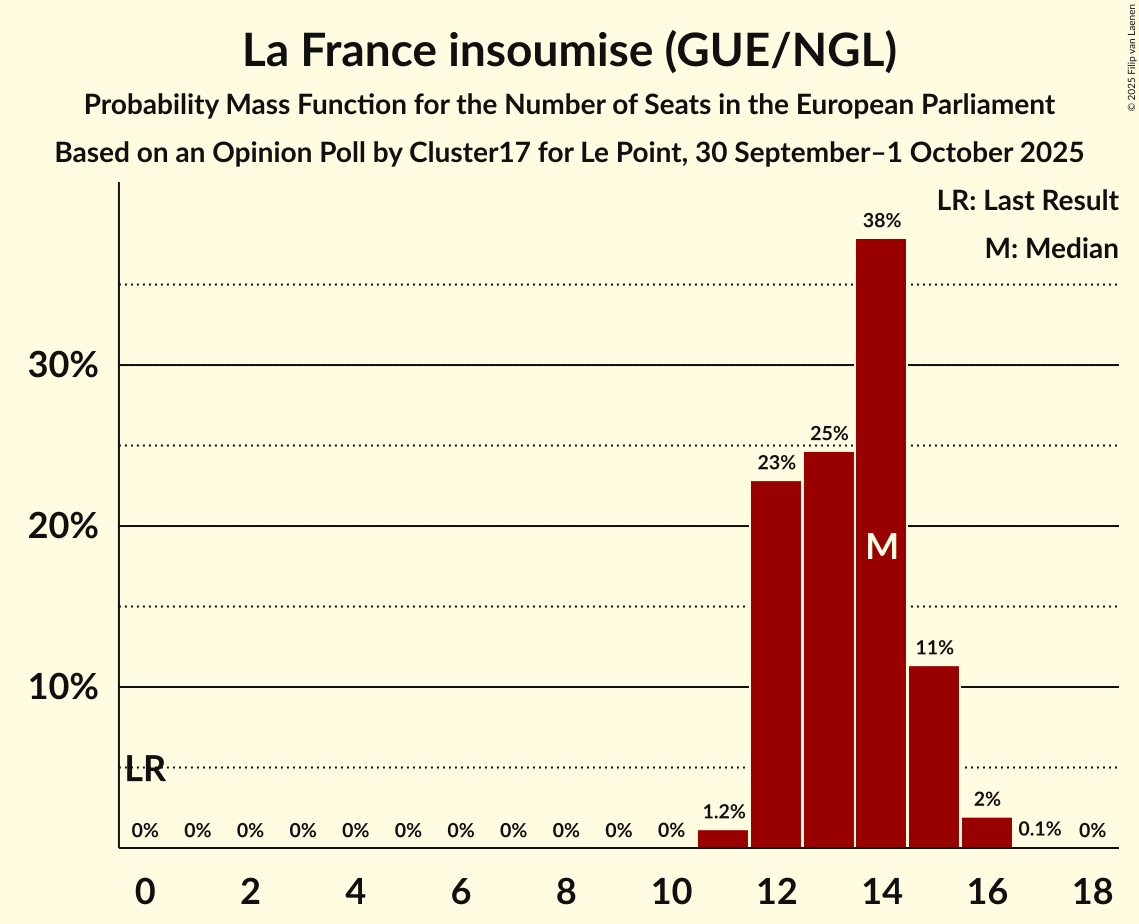 La France insoumise (GUE/NGL)
Probability Mass Function for the Number of Seats in the European Parliament
Based on an Opinion Poll by Cluster17 for Le Point, 30 September–1 October 2025
© 2025 Filip van Laenen
LR: Last Result
M: Median
38%
30%
25%
23%
20%
M
11%
10%
LR
1.2%
2%
0% 0% 0% 0% 0% 0% 0% 0% 0% 0% 0% 0.1% 0%
0 2 4 6 8 10 12 14 16 18